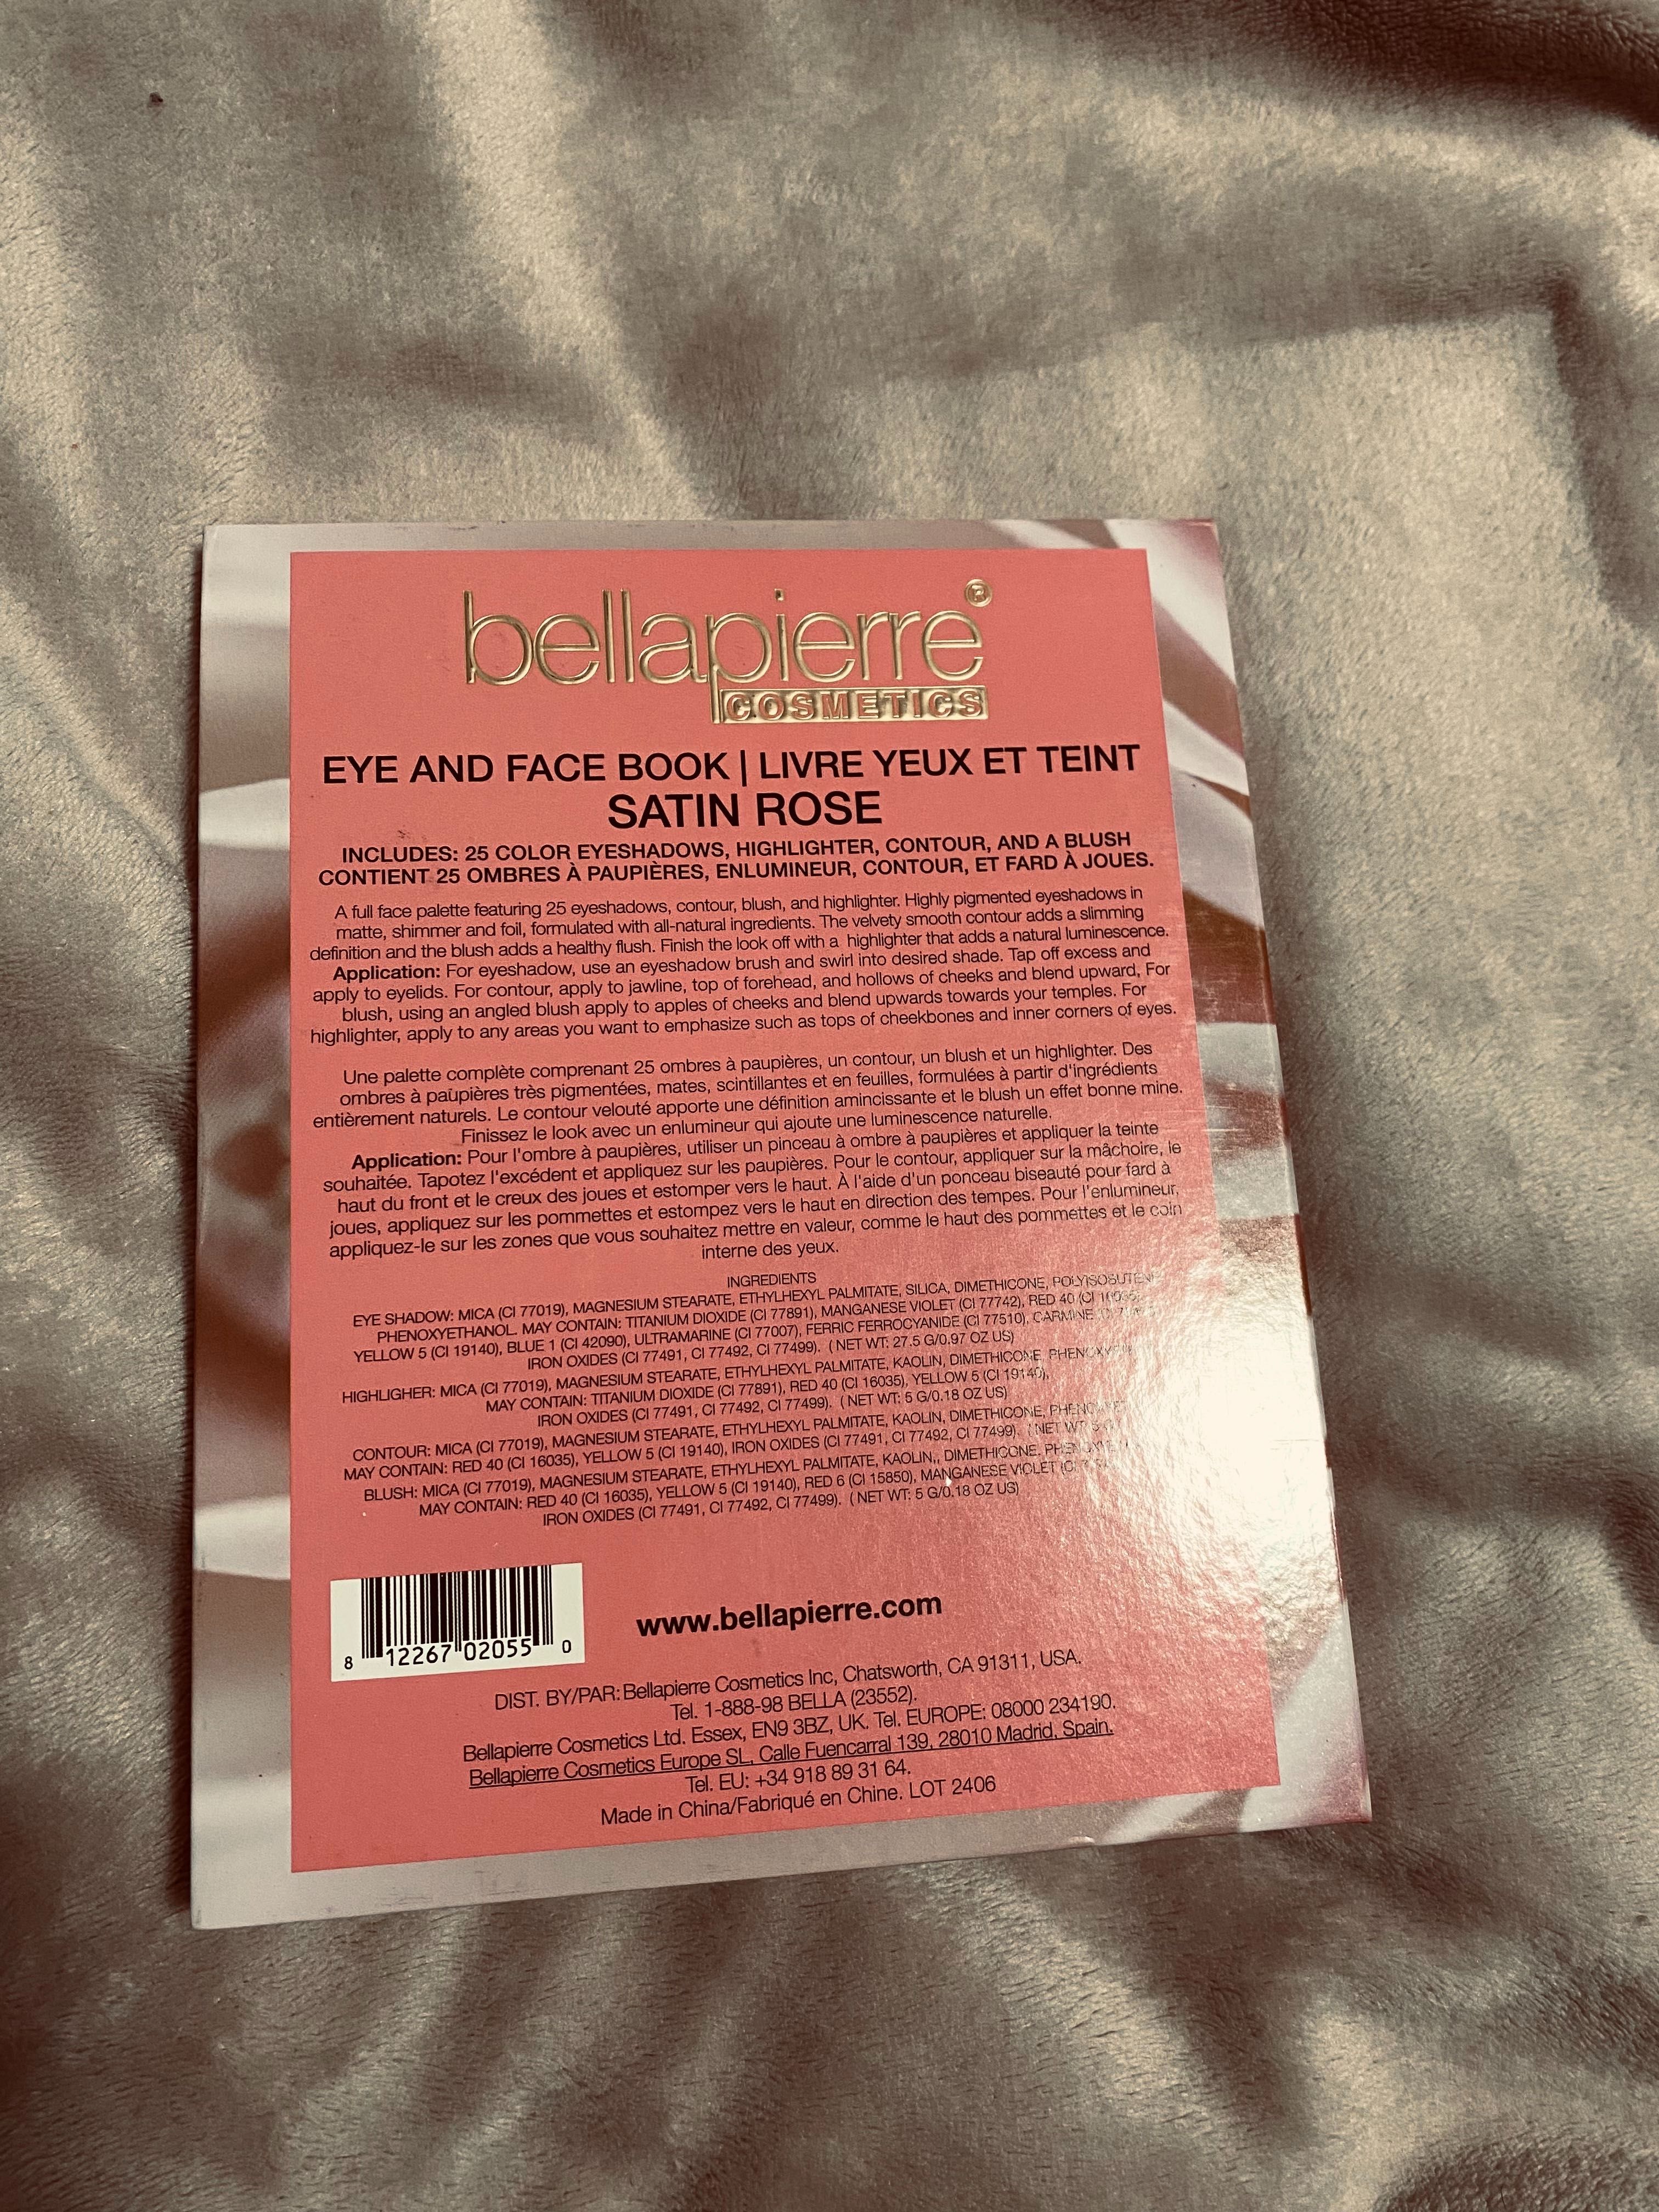 bellapierre®
COSMETICS
EYE AND FACE BOOK | LIVRE YEUX ET TEINT
SATIN ROSE
INCLUDES: 25 COLOR EYESHADOWS, HIGHLIGHTER, CONTOUR, AND A BLUSH
CONTIENT 25 OMBRES À PAUPIÈRES, ENLUMINEUR, CONTOUR, ET FARD À JOUES.
A full face palette featuring 25 eyeshadows, contour, blush, and highlighter. Highly pigmented eyeshadows in
matte, shimmer and foil, formulated with all-natural ingredients. The velvety smooth contour adds a slimming
definition and the blush adds a healthy flush. Finish the look off with a highlighter that adds a natural luminescence.
Application: For eyeshadow, use an eyeshadow brush and swirl into desired shade. Tap off excess and
apply to eyelids. For contour, apply to jawline, top of forehead, and hollows of cheeks and blend upward, For
blush, using an angled blush apply to apples of cheeks and blend upwards towards your temples. For
highlighter, apply to any areas you want to emphasize such as tops of cheekbones and inner corners of eyes.
Une palette complète comprenant 25 ombres à paupières, un contour, un blush et un highlighter. Des
ombres à paupières très pigmentées, mates, scintillantes et en feuilles, formulées à partir d'ingrédients
entièrement naturels. Le contour velouté apporte une définition amincissante et le blush un effet bonne mine.
Finissez le look avec un enlumineur qui ajoute une luminescence naturelle.
Application: Pour l'ombre à paupières, utiliser un pinceau à ombre à paupières et appliquer la teinte
souhaitée. Tapotez l'excédent et appliquez sur les paupières. Pour le contour, appliquer sur la mâchoire, le
haut du front et le creux des joues et estomper vers le haut. À l'aide d'un ponceau biseauté pour fard à
joues, appliquez sur les pommettes et estompez vers le haut en direction des tempes. Pour l'enlumineur,
appliquez-le sur les zones que vous souhaitez mettre en valeur, comme le haut des pommettes et le coin
interne des yeux.
INGREDIENTS
EYE SHADOW: MICA (CI 77019), MAGNESIUM STEARATE, ETHYLHEXYL PALMITATE, SILICA, DIMETHICONE,
PHENOXYETHANOL. MAY CONTAIN: TITANIUM DIOXIDE (CI 77891), MANGANESE VIOLET (CI 77742), RED 40 (CI
YELLOW 5 (CI 19140), BLUE 1 (CI 42090), ULTRAMARINE (CI 77007), FERRIC FERROCYANIDE (CI 77510), CARMINE
IRON OXIDES (CI 77491, CI 77492, CI 77499). ( NET WT: 27.5 G/0.97 OZ US)
HIGHLIGHER: MICA (CI 77019), MAGNESIUM STEARATE, ETHYLHEXYL PALMITATE, KAOLIN, DIMETHICONE,
MAY CONTAIN: TITANIUM DIOXIDE (CI 77891), RED 40 (CI 16035), YELLOW 5 (CI 19140),
IRON OXIDES (CI 77491, CI 77492, CI 77499). ( NET WT: 5 G/0.18 OZ US)
CONTOUR: MICA (CI 77019), MAGNESIUM STEARATE, ETHYLHEXYL PALMITATE, KAOLIN, DIMETHICONE,
MAY CONTAIN: RED 40 (CI 16035), YELLOW 5 (CI 19140), IRON OXIDES (CI 77491, CI 77492, CI 77499). ( NET WT:
BLUSH: MICA (CI 77019), MAGNESIUM STEARATE, ETHYLHEXYL PALMITATE, KAOLIN,, DIMETHICONE,
MAY CONTAIN: RED 40 (CI 16035), YELLOW 5 (CI 19140), RED 6 (CI 15850), MANGANESE VIOLET
IRON OXIDES (CI 77491, CI 77492, CI 77499). ( NET WT: 5 G/0.18 OZ US)
8 12267 02055 0
www.bellapierre.com
DIST. BY/PAR: Bellapierre Cosmetics Inc, Chatsworth, CA 91311, USA.
Tel. 1-888-98 BELLA (23552).
Bellapierre Cosmetics Ltd. Essex, EN9 3BZ, UK. Tel. EUROPE: 08000 234190.
Bellapierre Cosmetics Europe SL, Calle Fuencarral 139, 28010 Madrid, Spain.
Tel. EU: +34 918 89 31 64.
Made in China/Fabriqué en Chine. LOT 2406